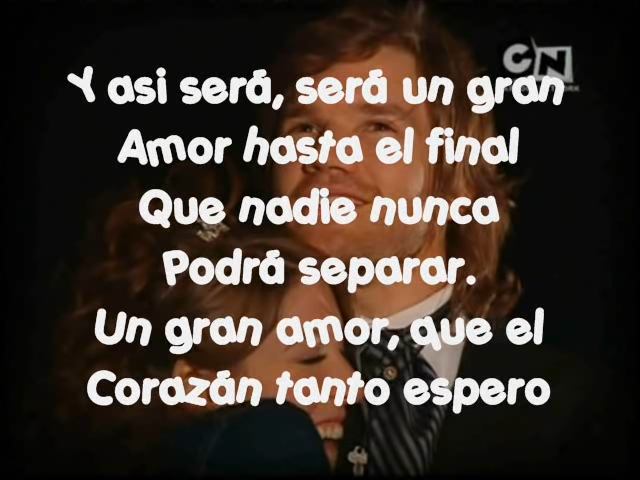 CN
Y asi será, será un gran
Amor hasta el final
Que nadie nunca
Podrá separar.
Un gran amor, que el
Corazán tanto espero